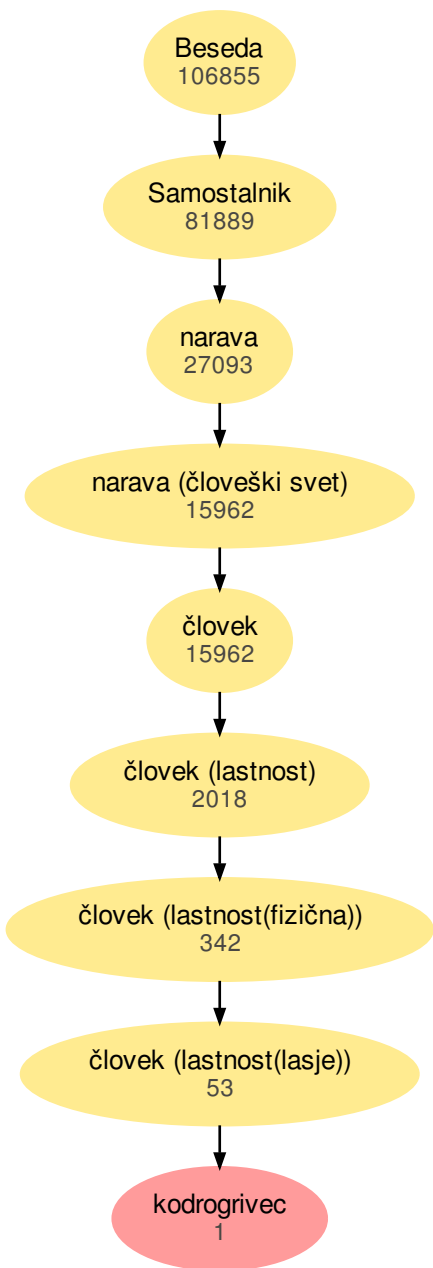 Beseda
106855
Samostalnik
81889
narava
27093
narava (človeški svet)
15962
človek
15962
človek (lastnost)
2018
človek (lastnost(fizična))
342
človek (lastnost(lasje))
53
kodrogrivec
1